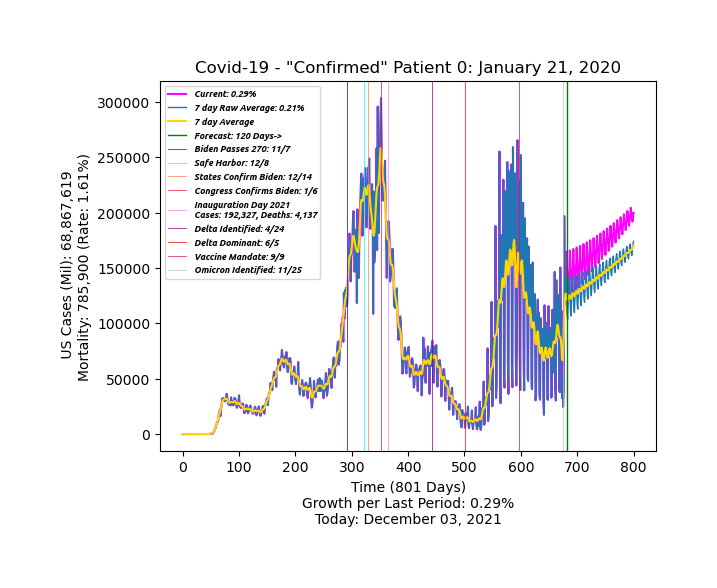 Covid-19 - "Confirmed" Patient 0: January 21, 2020
300000
250000
200000
150000
100000
50000
0
US Cases (Mil): 68,867,619
Mortality: 785,900 (Rate: 1.61%)
Current: 0.29%
7 day Raw Average: 0.21%
7 day Average
Forecast: 120 Days->
Biden Passes 270: 11/7
Safe Harbor: 12/8
States Confirm Biden: 12/14
Congress Confirms Biden: 1/6
Inauguration Day 2021
Cases: 192,327, Deaths: 4,137
Delta Identified: 4/24
Delta Dominant: 6/5
Vaccine Mandate: 9/9
Omicron Identified: 11/25
0 100 200 300 400 500 600 700 800
Time (801 Days)
Growth per Last Period: 0.29%
Today: December 03, 2021